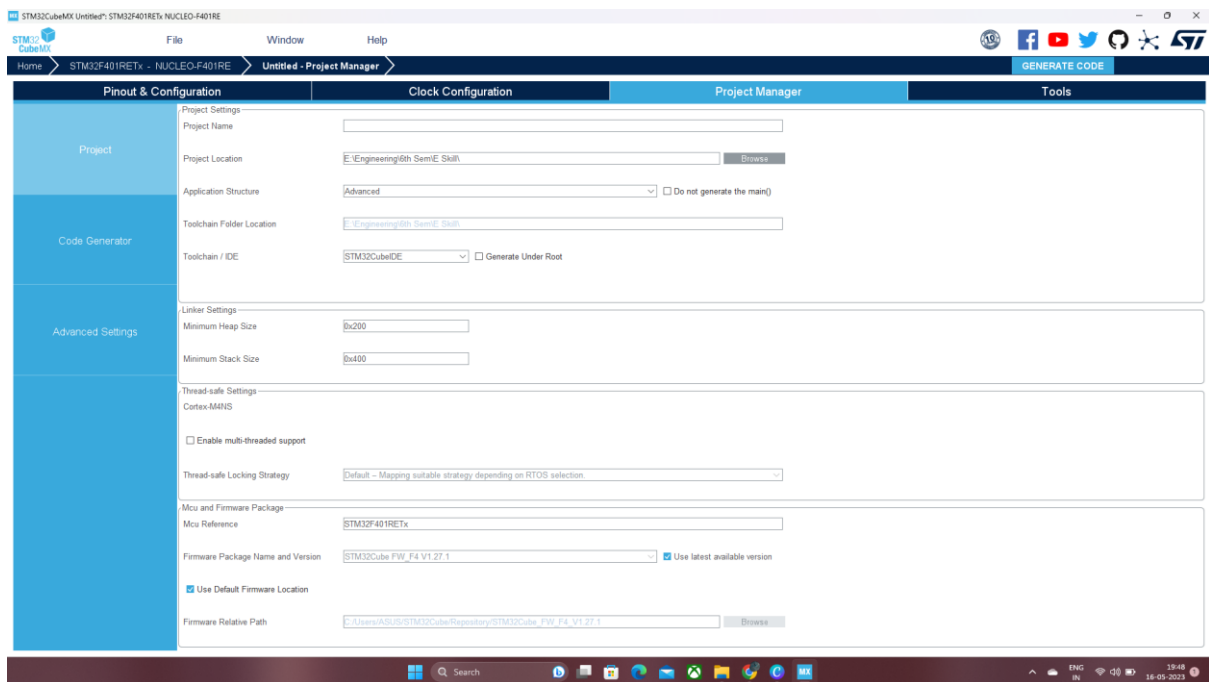 MX STM32CubeMX Untitled*: STM32F401RETx NUCLEO-F401RE
STM32 CubeMX File Window Help
Home STM32F401RETx - NUCLEO-F401RE Untitled - Project Manager GENERATE CODE
Pinout & Configuration Clock Configuration Project Manager Tools
Project
Code Generator
Advanced Settings
Project Settings
Project Name
Project Location E:\Engineering\6th Sem\E Skill\ Browse
Application Structure Advanced Do not generate the main()
Toolchain Folder Location E:\Engineering\6th Sem\E Skill\
Toolchain / IDE STM32CubeIDE Generate Under Root
Linker Settings
Minimum Heap Size 0x200
Minimum Stack Size 0x400
Thread-safe Settings
Cortex-M4NS
Enable multi-threaded support
Thread-safe Locking Strategy Default – Mapping suitable strategy depending on RTOS selection.
Mcu and Firmware Package
Mcu Reference STM32F401RETx
Firmware Package Name and Version STM32Cube FW_F4 V1.27.1 Use latest available version
Use Default Firmware Location
Firmware Relative Path C:/Users/ASUS/STM32Cube/Repository/STM32Cube_FW_F4_V1.27.1 Browse
Search MX ENG IN 19:48 16-05-2023